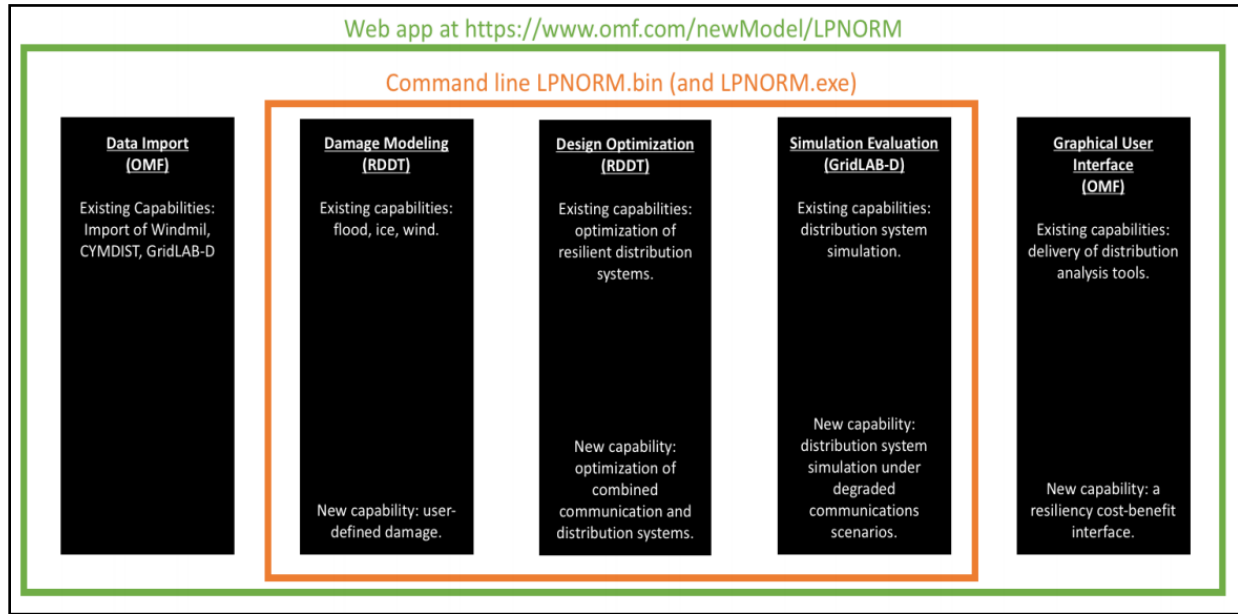 Web app at https://www.omf.com/newModel/LPNORM
Command line LPNORM.bin (and LPNORM.exe)
Data Import
(OMF)
Existing Capabilities:
Import of Windmil,
CYMDIST, GridLAB-D
Damage Modeling
(RDDT)
Existing capabilities:
flood, ice, wind.
New capability: user-
defined damage.
Design Optimization
(RDDT)
Existing capabilities:
optimization of
resilient distribution
systems.
New capability:
optimization of
combined
communication and
distribution systems.
Simulation Evaluation
(GridLAB-D)
Existing capabilities:
distribution system
simulation.
New capability:
distribution system
simulation under
degraded
communications
scenarios.
Graphical User
Interface
(OMF)
Existing capabilities:
delivery of distribution
analysis tools.
New capability: a
resiliency cost-benefit
interface.